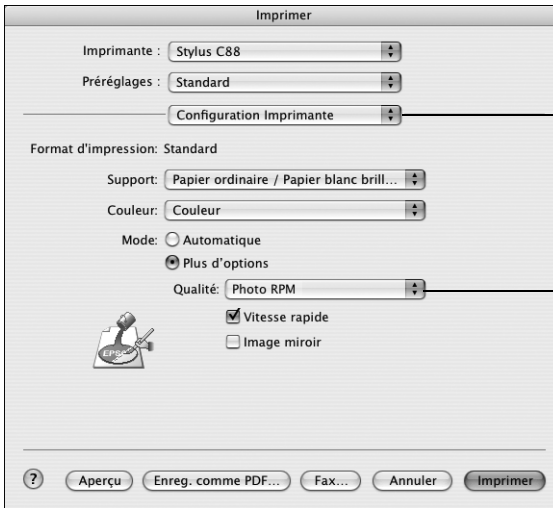 Imprimer
Imprimante : Stylus C88
Préréglages : Standard
Configuration Imprimante
Format d'impression: Standard
Support: Papier ordinaire / Papier blanc brill...
Couleur: Couleur
Mode: Automatique
Plus d'options
Qualité: Photo RPM
Vitesse rapide
Image miroir
EPSON
? Aperçu Enreg. comme PDF... Fax... Annuler Imprimer